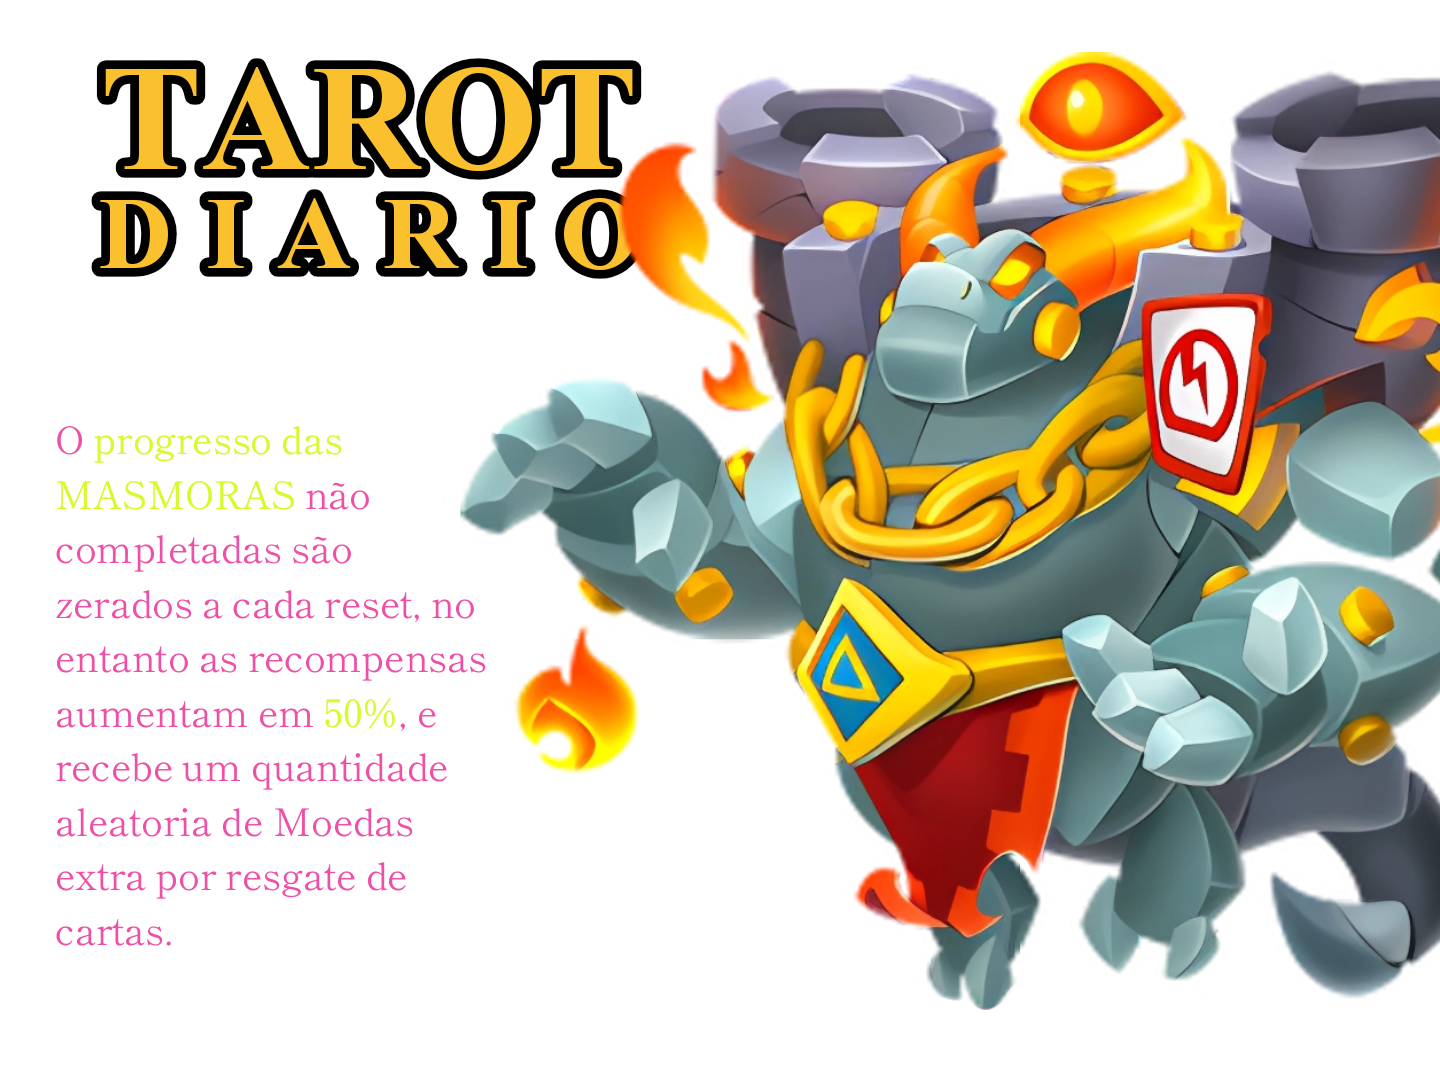 TAROT
DIARIO
O progresso das
MASMORAS não
completadas são
zerados a cada reset, no
entanto as recompensas
aumentam em 50%, e
recebe um quantidade
aleatoria de Moedas
extra por resgate de
cartas.